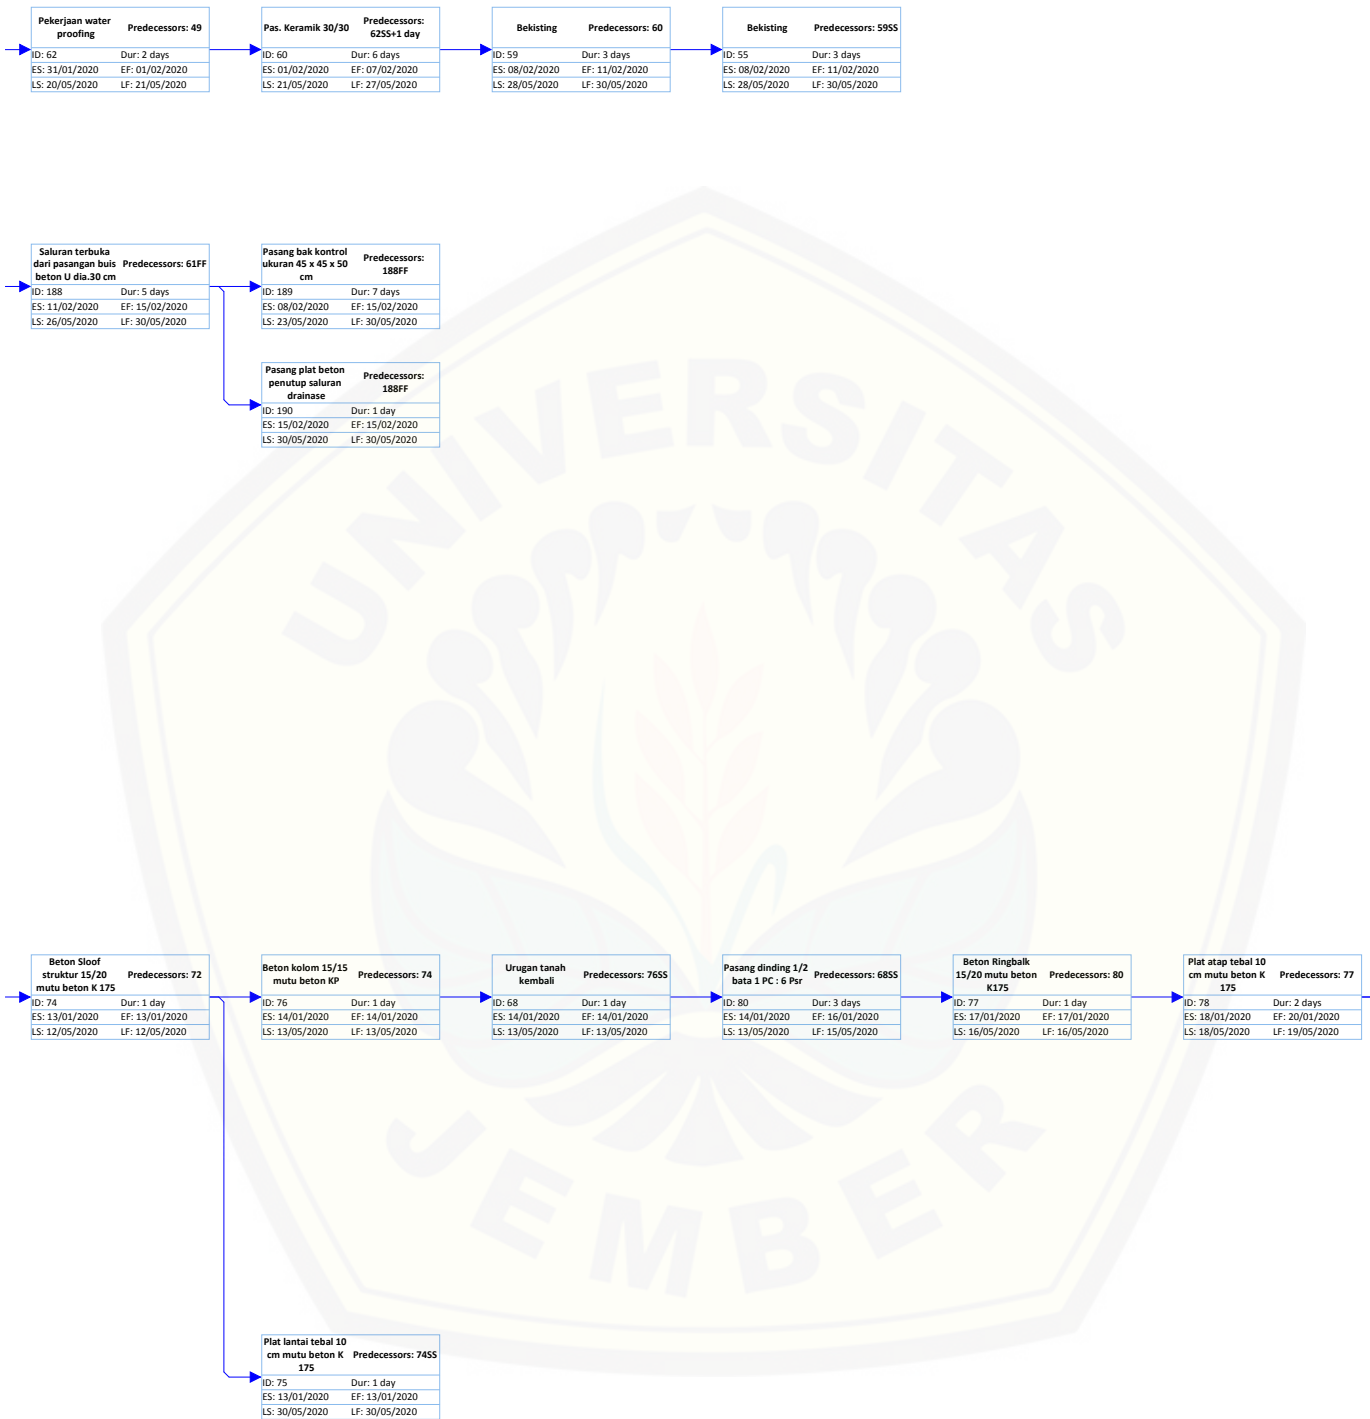 Pekerjaan water
proofing
Predecessors: 49
ID: 62 Dur: 2 days
ES: 31/01/2020 EF: 01/02/2020
LS: 20/05/2020 LF: 21/05/2020
Pas. Keramik 30/30
Predecessors:
62SS+1 day
ID: 60 Dur: 6 days
ES: 01/02/2020 EF: 07/02/2020
LS: 21/05/2020 LF: 27/05/2020
Bekisting Predecessors: 60
ID: 59 Dur: 3 days
ES: 08/02/2020 EF: 11/02/2020
LS: 28/05/2020 LF: 30/05/2020
Bekisting Predecessors: 59SS
ID: 55 Dur: 3 days
ES: 08/02/2020 EF: 11/02/2020
LS: 28/05/2020 LF: 30/05/2020
Saluran terbuka
dari pasangan buis
beton U dia.30 cm
Predecessors: 61FF
ID: 188 Dur: 5 days
ES: 11/02/2020 EF: 15/02/2020
LS: 26/05/2020 LF: 30/05/2020
Pasang bak kontrol
ukuran 45 x 45 x 50
cm
Predecessors:
188FF
ID: 189 Dur: 7 days
ES: 08/02/2020 EF: 15/02/2020
LS: 23/05/2020 LF: 30/05/2020
Pasang plat beton
penutup saluran
drainase
Predecessors:
188FF
ID: 190 Dur: 1 day
ES: 15/02/2020 EF: 15/02/2020
LS: 30/05/2020 LF: 30/05/2020
UNIVERSITAS
Beton Sloof
struktur 15/20
mutu beton K 175
Predecessors: 72
ID: 74 Dur: 1 day
ES: 13/01/2020 EF: 13/01/2020
LS: 12/05/2020 LF: 12/05/2020
Beton kolom 15/15
mutu beton KP
Predecessors: 74
ID: 76 Dur: 1 day
ES: 14/01/2020 EF: 14/01/2020
LS: 13/05/2020 LF: 13/05/2020
Urugan tanah
kembali
Predecessors: 76SS
ID: 68 Dur: 1 day
ES: 14/01/2020 EF: 14/01/2020
LS: 13/05/2020 LF: 13/05/2020
Pasang dinding 1/2
bata 1 PC : 6 Psr
Predecessors: 68SS
ID: 80 Dur: 3 days
ES: 14/01/2020 EF: 16/01/2020
LS: 13/05/2020 LF: 15/05/2020
Beton Ringbalk
15/20 mutu beton
K175
Predecessors: 80
ID: 77 Dur: 1 day
ES: 17/01/2020 EF: 17/01/2020
LS: 16/05/2020 LF: 16/05/2020
Plat atap tebal 10
cm mutu beton K
175
Predecessors: 77
ID: 78 Dur: 2 days
ES: 18/01/2020 EF: 20/01/2020
LS: 18/05/2020 LF: 19/05/2020
JEMBER
Plat lantai tebal 10
cm mutu beton K
175
Predecessors: 74SS
ID: 75 Dur: 1 day
ES: 13/01/2020 EF: 13/01/2020
LS: 30/05/2020 LF: 30/05/2020